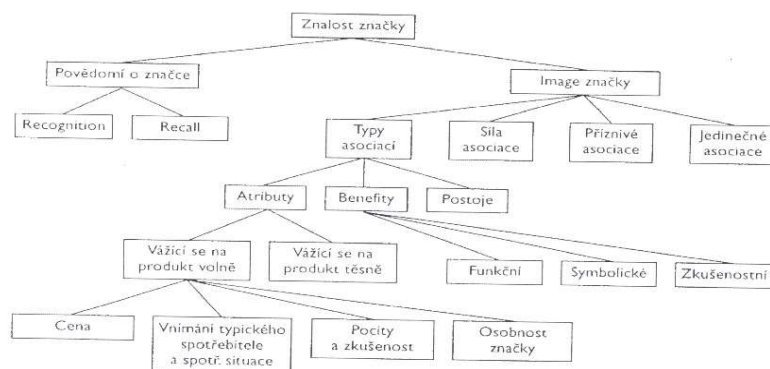 Znalost značky
Povědomí o značce
Image značky
Recognition
Recall
Typy
asociací
Síla
asociace
Příznivé
asociace
Jedinečné
asociace
Atributy
Benefity
Postoje
Vážící se na
produkt volně
Vážící se na
produkt těsně
Funkční
Symbolické
Zkušenostní
Cena
Vnímání typického
spotřebitele
a spotř. situace
Pocity
a zkušenost
Osobnost
značky